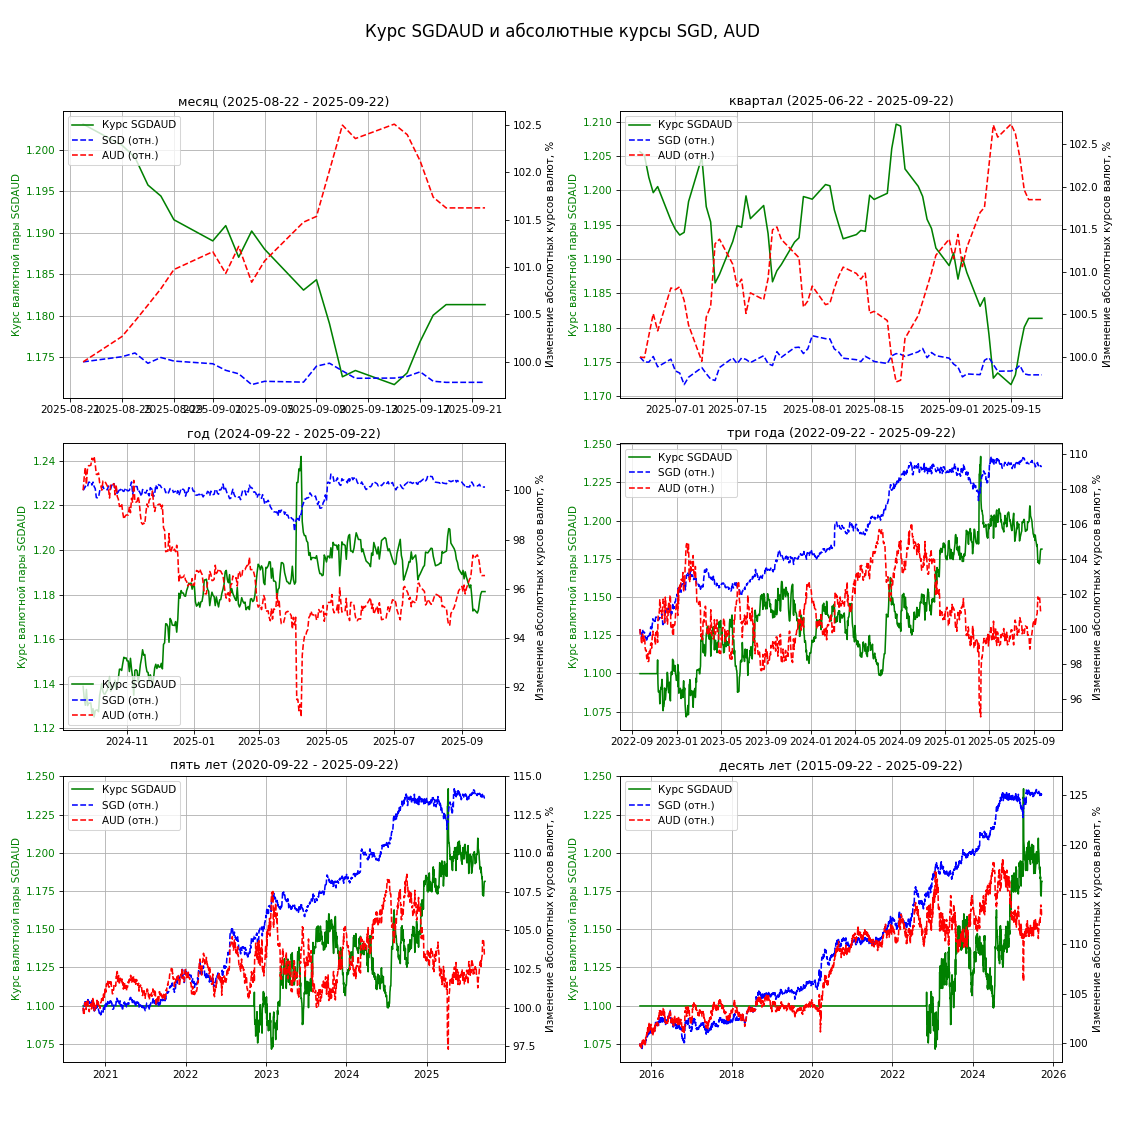 Курс SGDAUD и абсолютные курсы SGD, AUD
месяц (2025-08-22 - 2025-09-22)
Курс SGDAUD
SGD (отн.)
AUD (отн.)
Курс валютной пары SGDAUD
1.200
1.195
1.190
1.185
1.180
1.175
102.5
102.0
101.5
101.0
100.5
100.0
Изменение абсолютных курсов валют, %
2025-09-21
квартал (2025-06-22 - 2025-09-22)
Курс SGDAUD
SGD (отн.)
AUD (отн.)
Курс валютной пары SGDAUD
1.210
1.205
1.200
1.195
1.190
1.185
1.180
1.175
1.170
102.5
102.0
101.5
101.0
100.5
100.0
Изменение абсолютных курсов валют, %
2025-07-01 2025-07-15 2025-08-01 2025-08-15 2025-09-01 2025-09-15
год (2024-09-22 - 2025-09-22)
Курс SGDAUD
SGD (отн.)
AUD (отн.)
Курс валютной пары SGDAUD
1.24
1.22
1.20
1.18
1.16
1.14
1.12
100
98
96
94
92
Изменение абсолютных курсов валют, %
2024-11 2025-01 2025-03 2025-05 2025-07 2025-09
три года (2022-09-22 - 2025-09-22)
Курс SGDAUD
SGD (отн.)
AUD (отн.)
Курс валютной пары SGDAUD
1.250
1.225
1.200
1.175
1.150
1.125
1.100
1.075
110
108
106
104
102
100
98
96
Изменение абсолютных курсов валют, %
2022-09 2023-01 2023-05 2023-09 2024-01 2024-05 2024-09 2025-01 2025-05 2025-09
пять лет (2020-09-22 - 2025-09-22)
Курс SGDAUD
SGD (отн.)
AUD (отн.)
Курс валютной пары SGDAUD
1.250
1.225
1.200
1.175
1.150
1.125
1.100
1.075
115.0
112.5
110.0
107.5
105.0
102.5
100.0
97.5
Изменение абсолютных курсов валют, %
2021 2022 2023 2024 2025
десять лет (2015-09-22 - 2025-09-22)
Курс SGDAUD
SGD (отн.)
AUD (отн.)
Курс валютной пары SGDAUD
1.250
1.225
1.200
1.175
1.150
1.125
1.100
1.075
125
120
115
110
105
100
Изменение абсолютных курсов валют, %
2016 2018 2020 2022 2024 2026